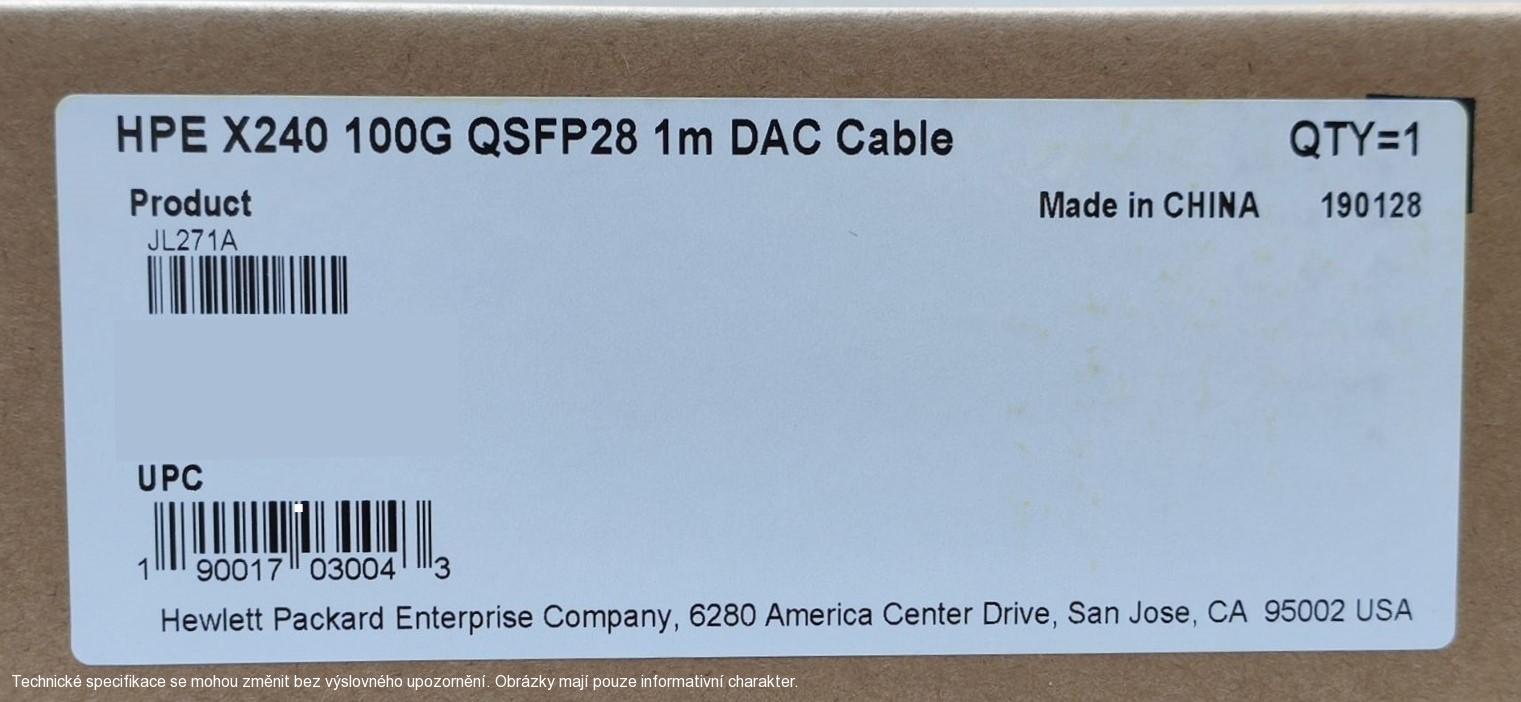 HPE X240 100G QSFP28 1m DAC Cable QTY=1
Product Made in CHINA 190128
JL271A
UPC
1 90017 03004 3
Hewlett Packard Enterprise Company, 6280 America Center Drive, San Jose, CA 95002 USA
Technické specifikace se mohou změnit bez výslovného upozornění. Obrázky mají pouze informativní charakter.